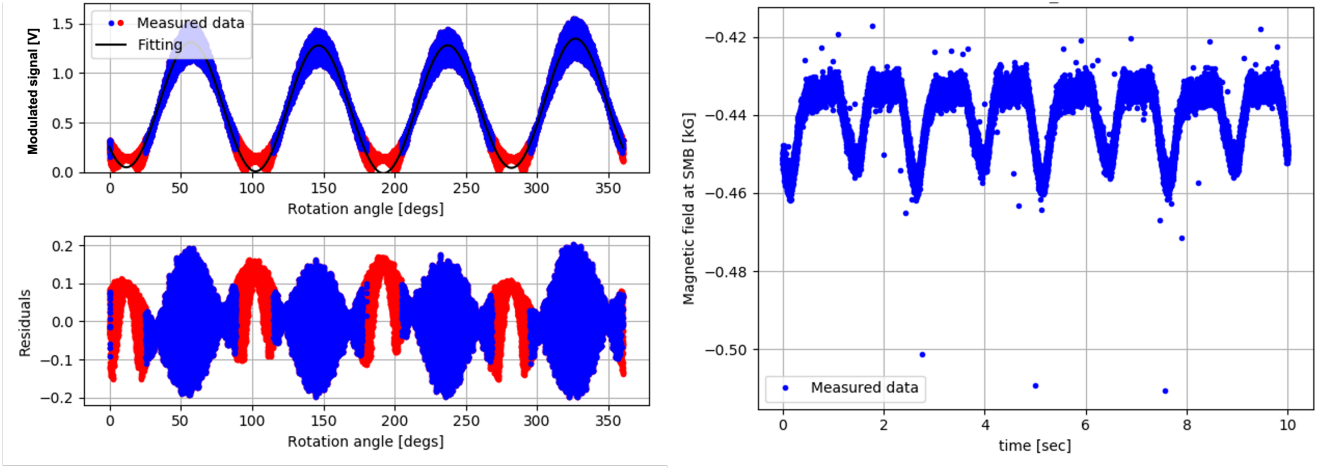 Modulated signal [V]
1.5
1.0
0.5
0.0
Measured data
Fitting
0 50 100 150 200 250 300 350
Rotation angle [degs]
Residuals
0.2
0.1
0.0
−0.1
−0.2
0 50 100 150 200 250 300 350
Rotation angle [degs]
Magnetic field at SMB [kG]
−0.42
−0.44
−0.46
−0.48
−0.50
Measured data
0 2 4 6 8 10
time [sec]